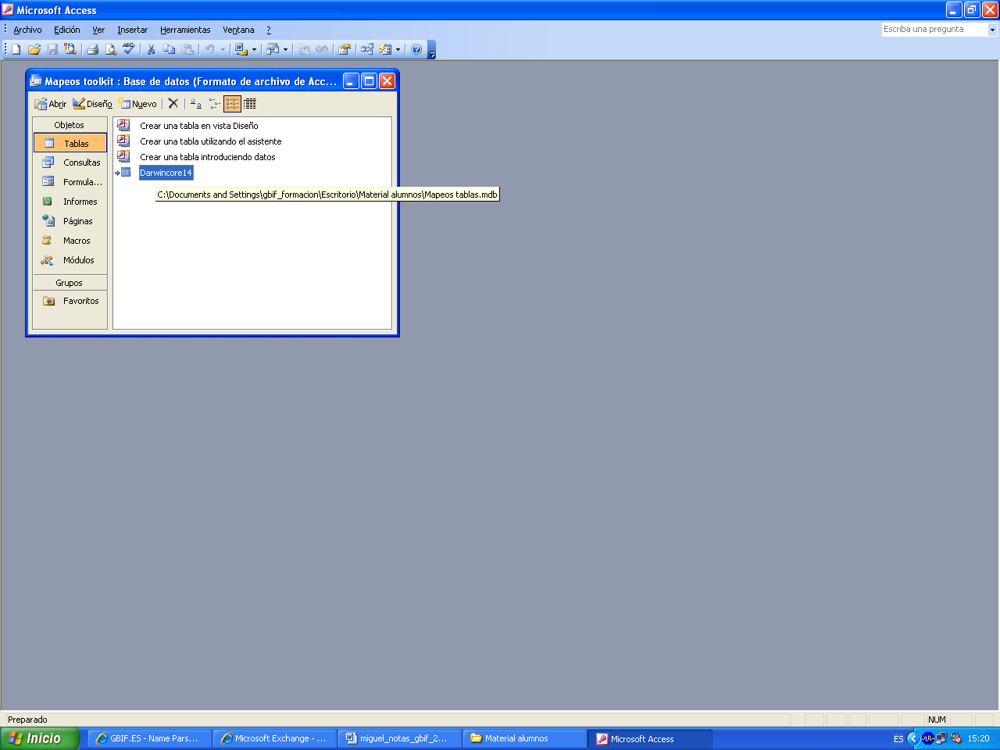 Microsoft Access
Archivo Edición Ver Insertar Herramientas Ventana ?
Escriba una pregunta
Mapeos toolkit : Base de datos (Formato de archivo de Acc...
Abrir Diseño Nuevo
Objetos
Tablas
Consultas
Formula...
Informes
Páginas
Macros
Módulos
Grupos
Favoritos
Crear una tabla en vista Diseño
Crear una tabla utilizando el asistente
Crear una tabla introduciendo datos
Darwincore14
C:\Documents and Settings\gbif_formacion\Escritorio\Material alumnos\Mapeos tablas.mdb
Preparado
NUM
Inicio
GBIF.ES - Name Pars...
Microsoft Exchange - ...
miguel_notas_gbif_2...
Material alumnos
Microsoft Access
ES
15:20